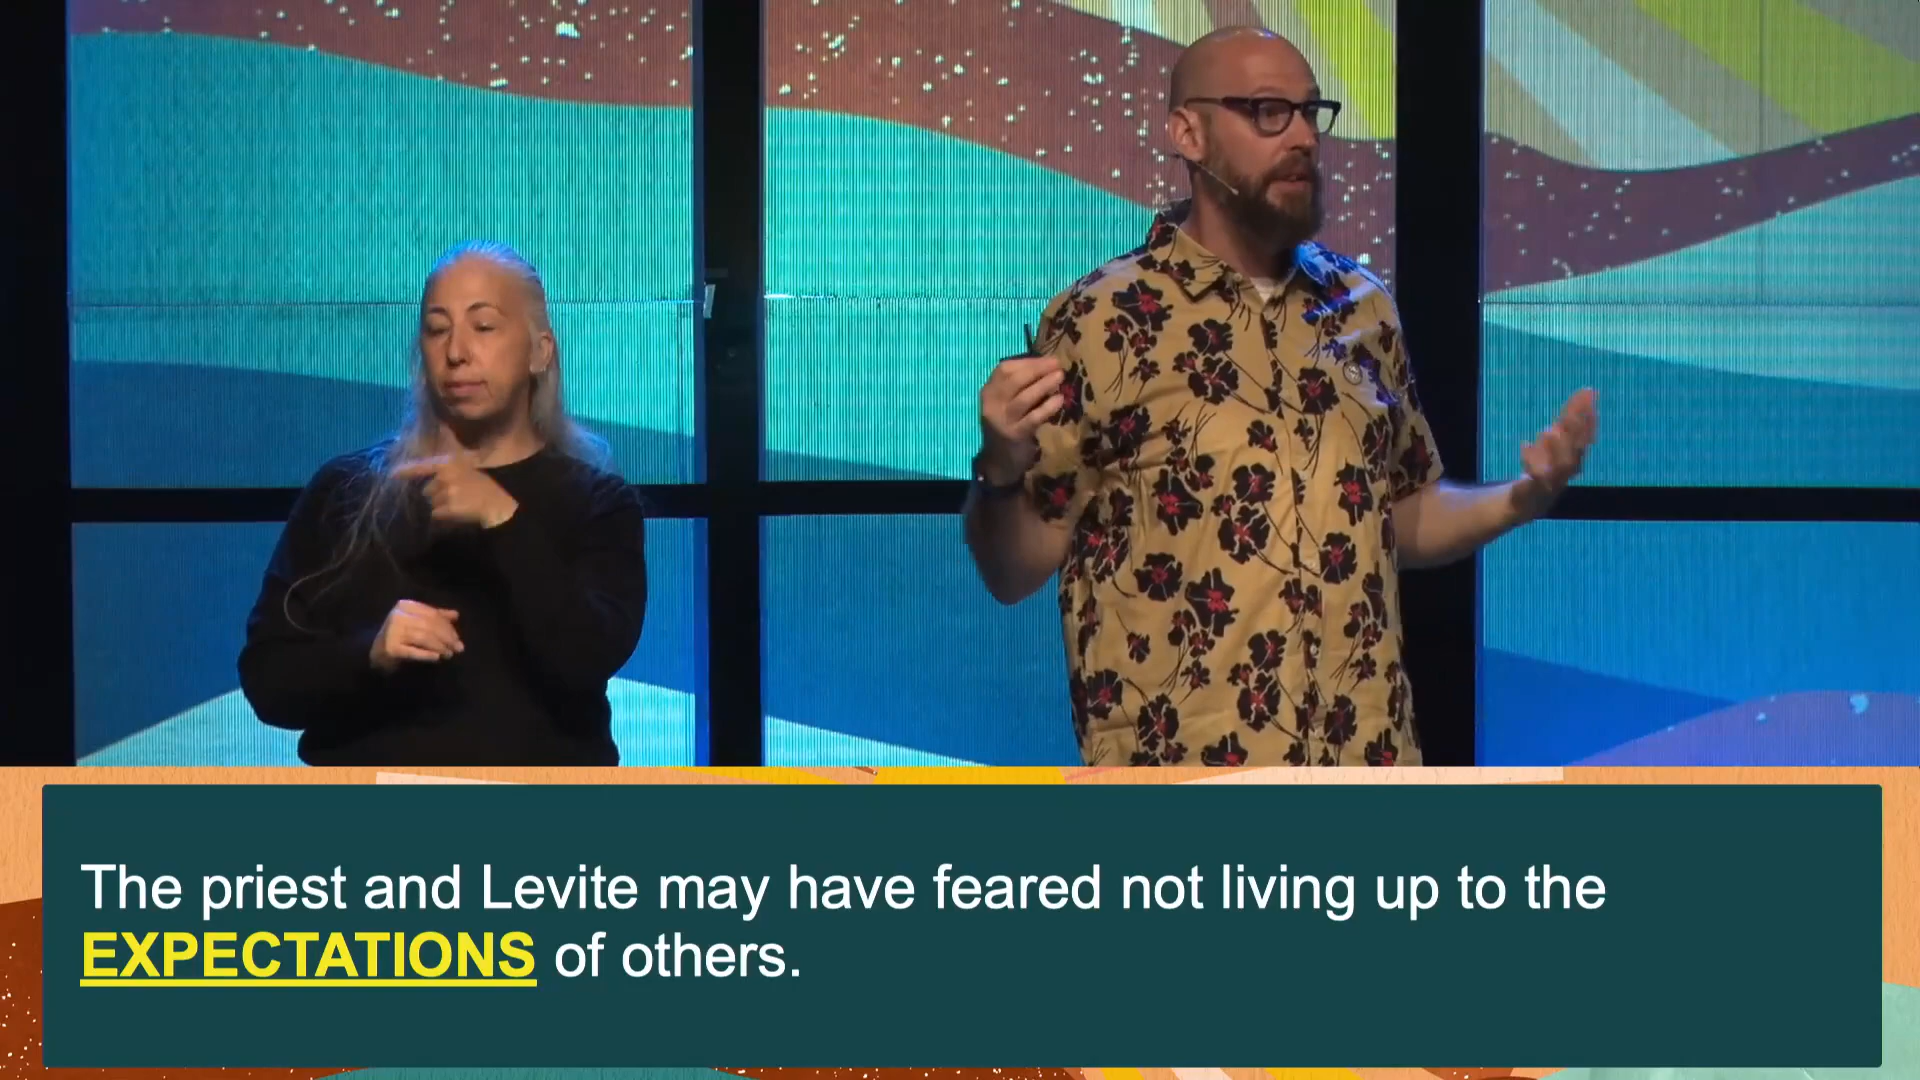 The priest and Levite may have feared not living up to the
EXPECTATIONS of others.